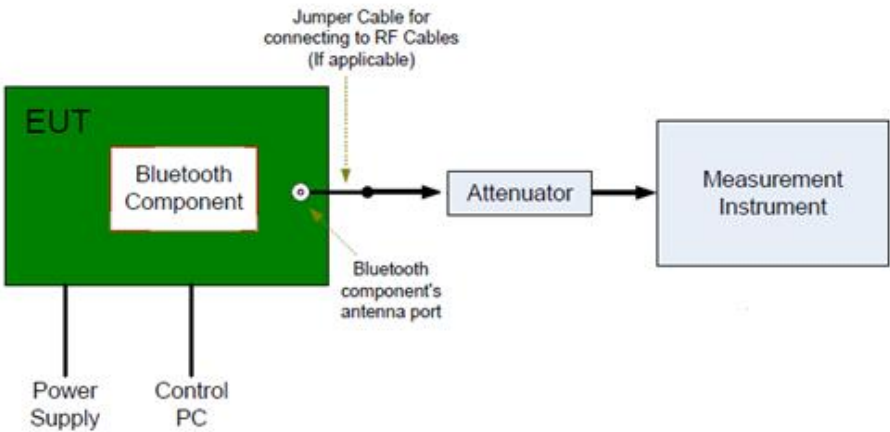 Jumper Cable for
connecting to RF Cables
(If applicable)
EUT
Bluetooth
Component
Attenuator
Measurement
Instrument
Bluetooth
component's
antenna port
Power
Supply
Control
PC